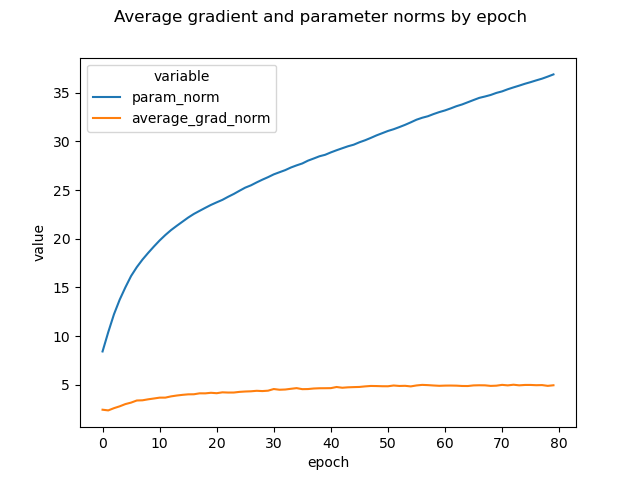 Average gradient and parameter norms by epoch
variable
param_norm
average_grad_norm
35
30
25
20
15
10
5
value
0 10 20 30 40 50 60 70 80
epoch